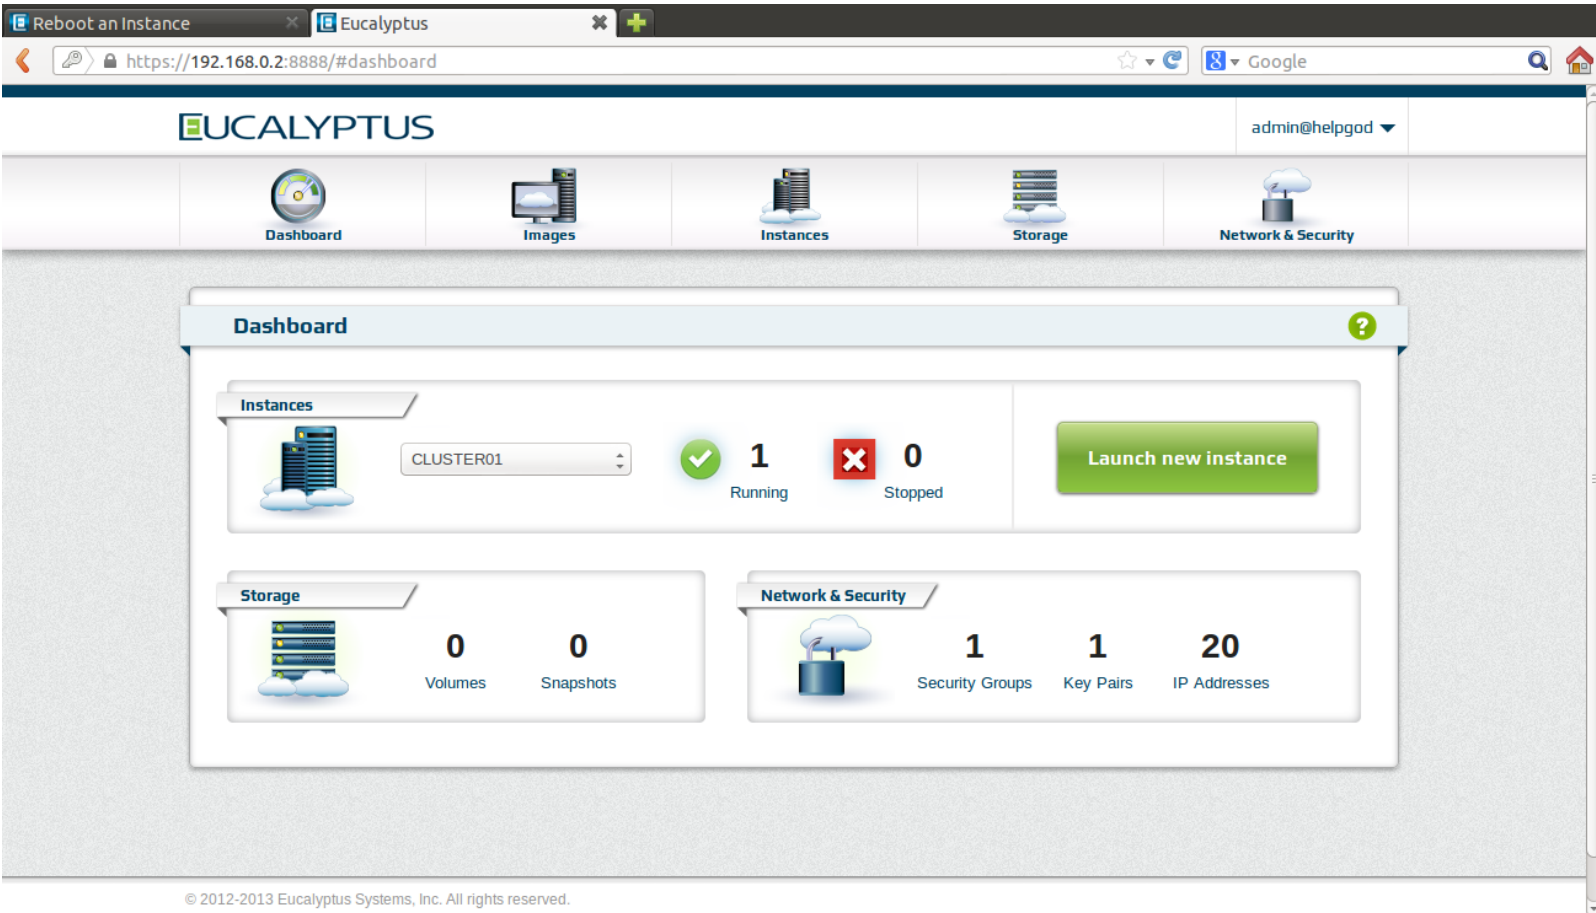 Reboot an Instance
Eucalyptus
https://192.168.0.2:8888/#dashboard
Google
EUCALYPTUS
admin@helpgod
Dashboard
Images
Instances
Storage
Network & Security
Dashboard
?
Instances
CLUSTER01
1
Running
0
Stopped
Launch new instance
Storage
0
Volumes
0
Snapshots
Network & Security
1
Security Groups
1
Key Pairs
20
IP Addresses
© 2012-2013 Eucalyptus Systems, Inc. All rights reserved.